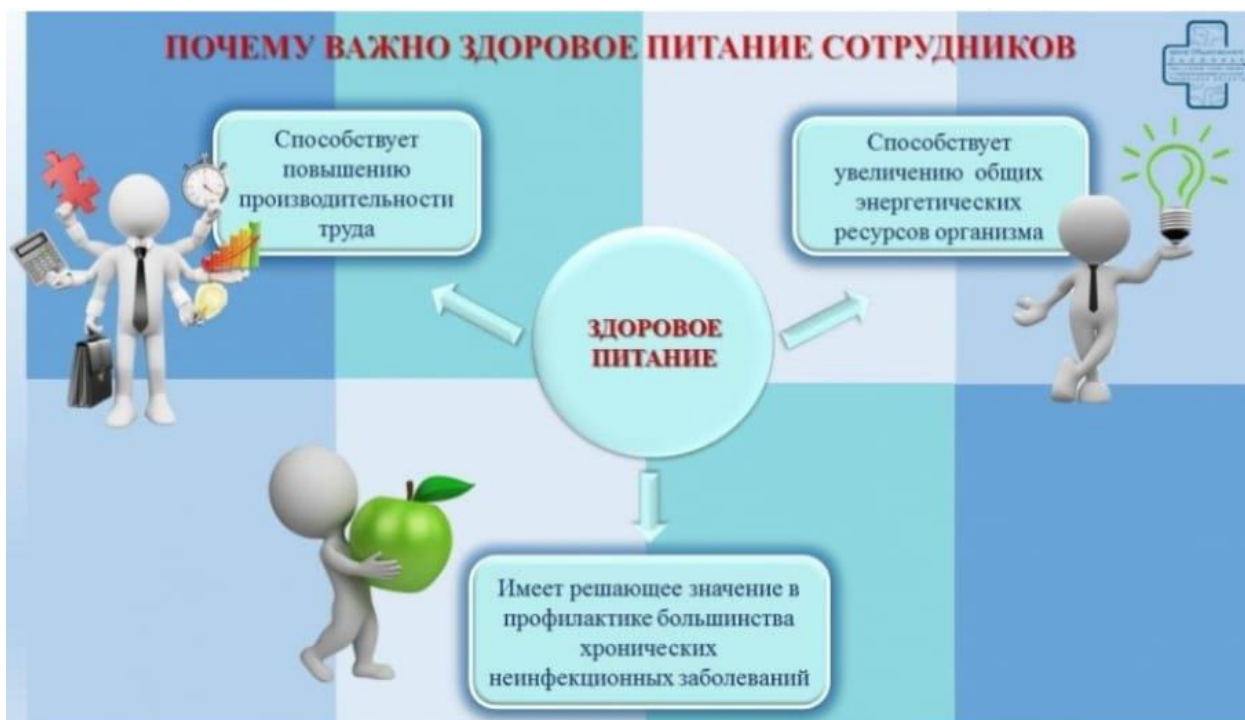 ПОЧЕМУ ВАЖНО ЗДОРОВОЕ ПИТАНИЕ СОТРУДНИКОВ
Способствует
повышению
производительности
труда
Способствует
увеличению общих
энергетических
ресурсов организма
ЗДОРОВОЕ
ПИТАНИЕ
Имеет решающее значение в
профилактике большинства
хронических
неинфекционных заболеваний